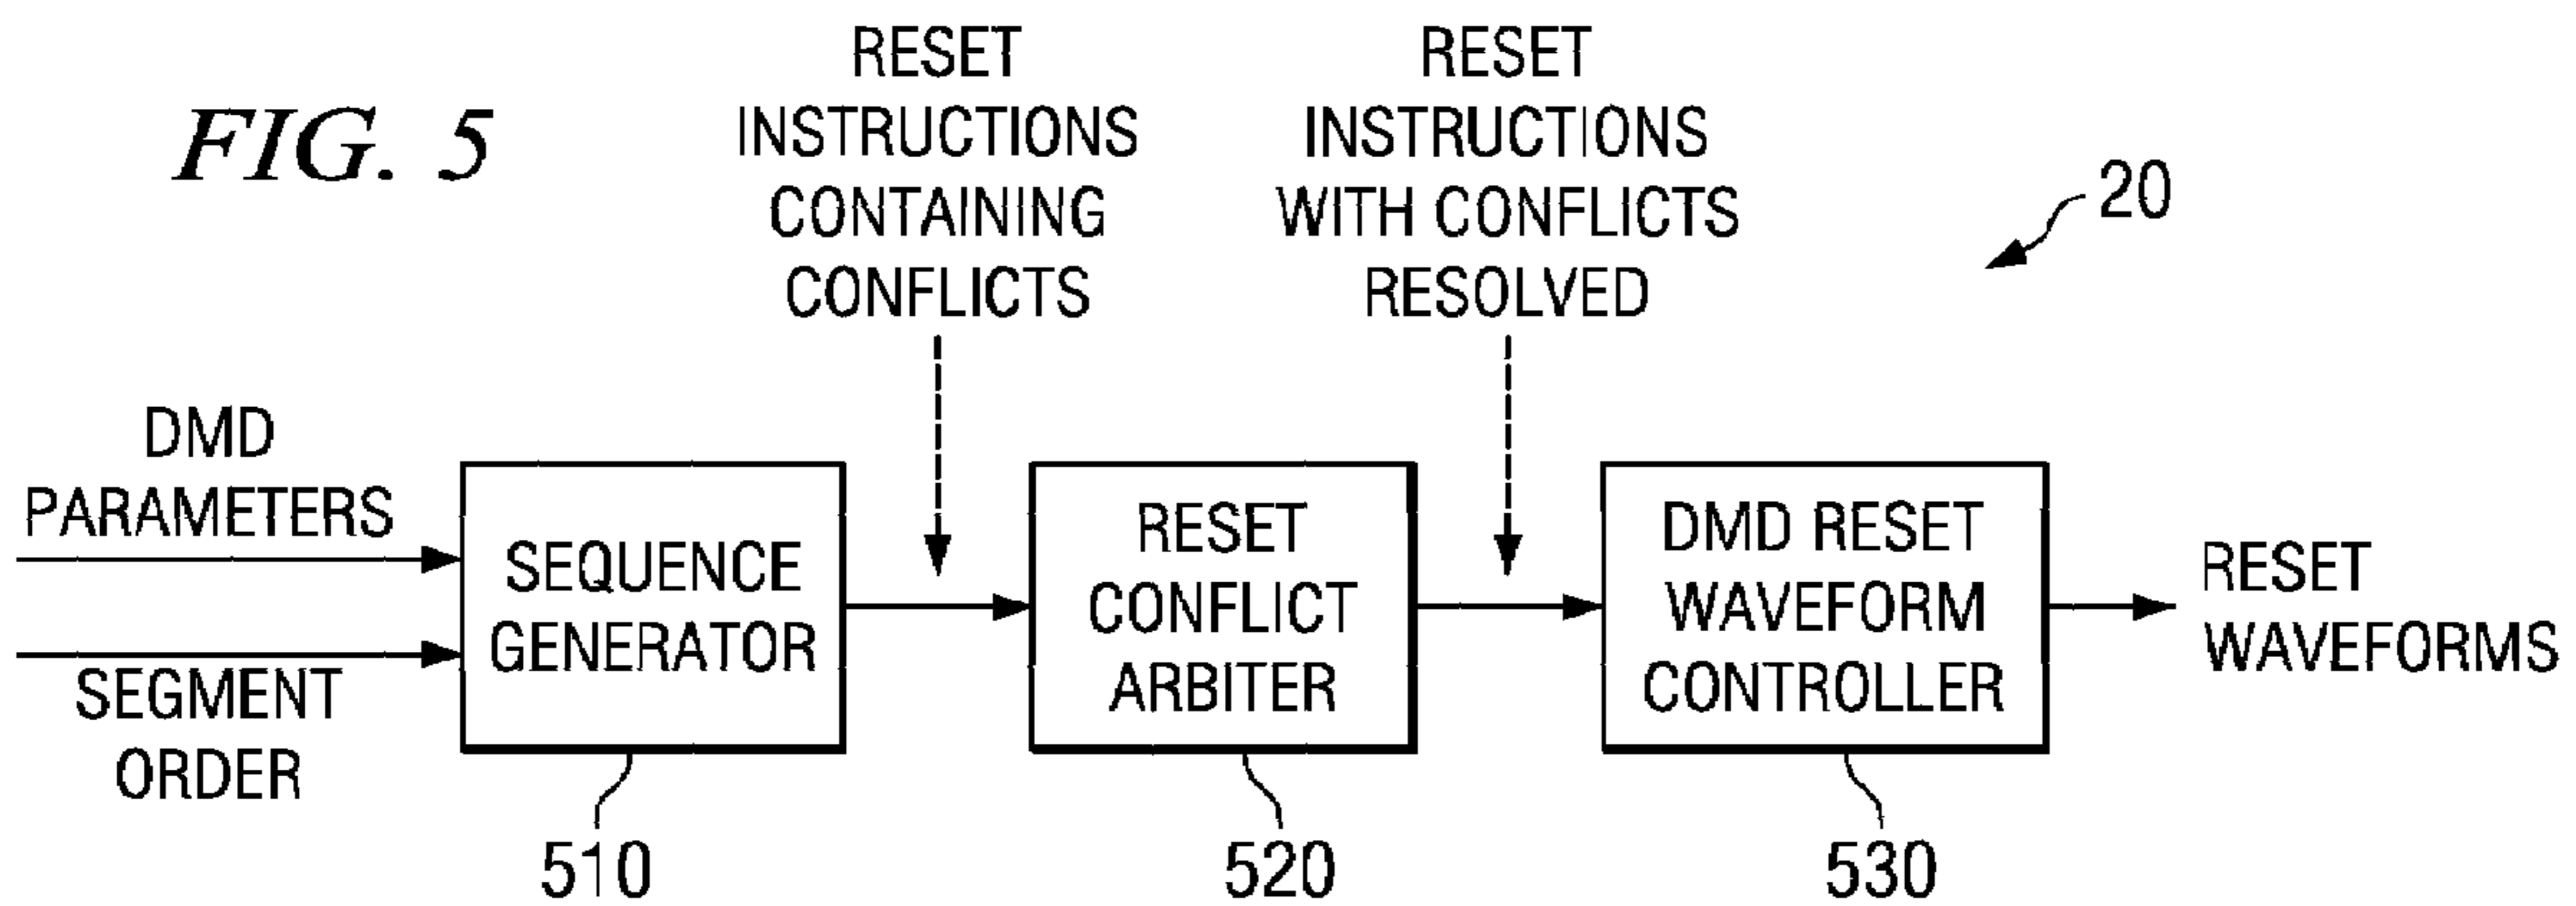 FIG. 5
RESET
INSTRUCTIONS
CONTAINING
CONFLICTS
RESET
INSTRUCTIONS
WITH CONFLICTS
RESOLVED
20
DMD
PARAMETERS
SEGMENT
ORDER
SEQUENCE
GENERATOR
510
RESET
CONFLICT
ARBITER
520
DMD RESET
WAVEFORM
CONTROLLER
530
RESET
WAVEFORMS